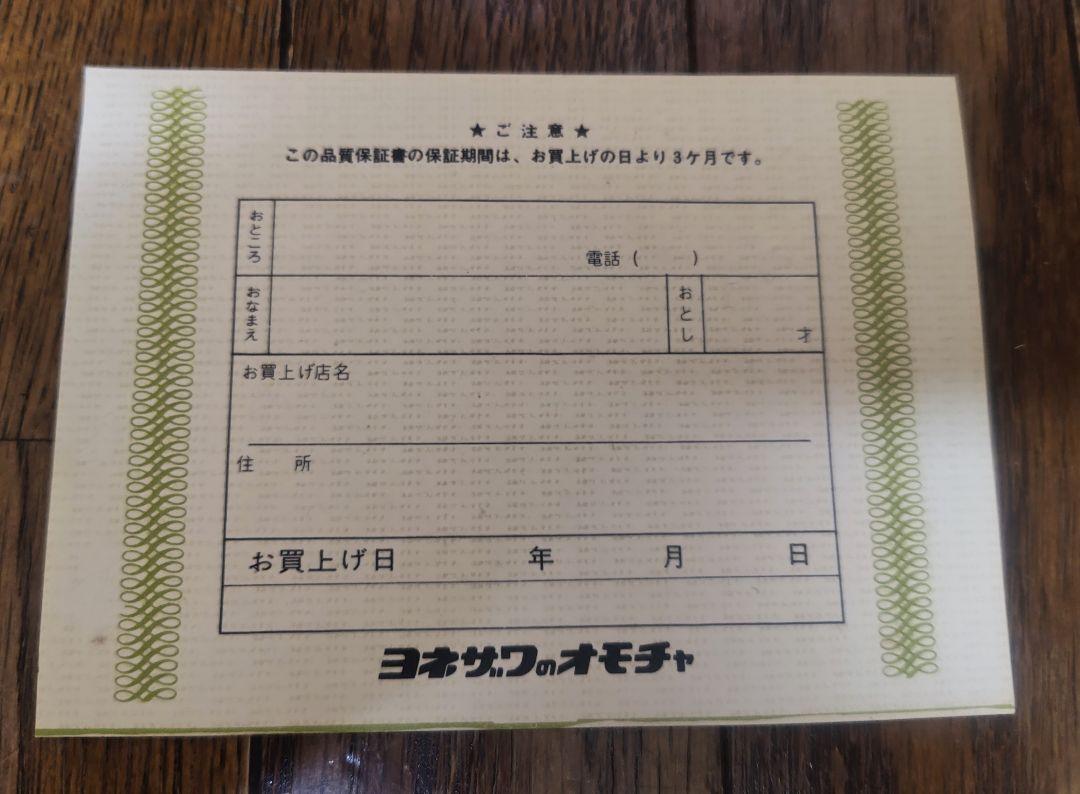 ★ご注意★
この品質保証書の保証期間は、お買上げの日より3ケ月です。
おところ
電話（　　）
おなまえ
おとし
才
お買上げ店名
住　所
お買上げ日　　年　　月　　日
ヨネザワのオモチャ